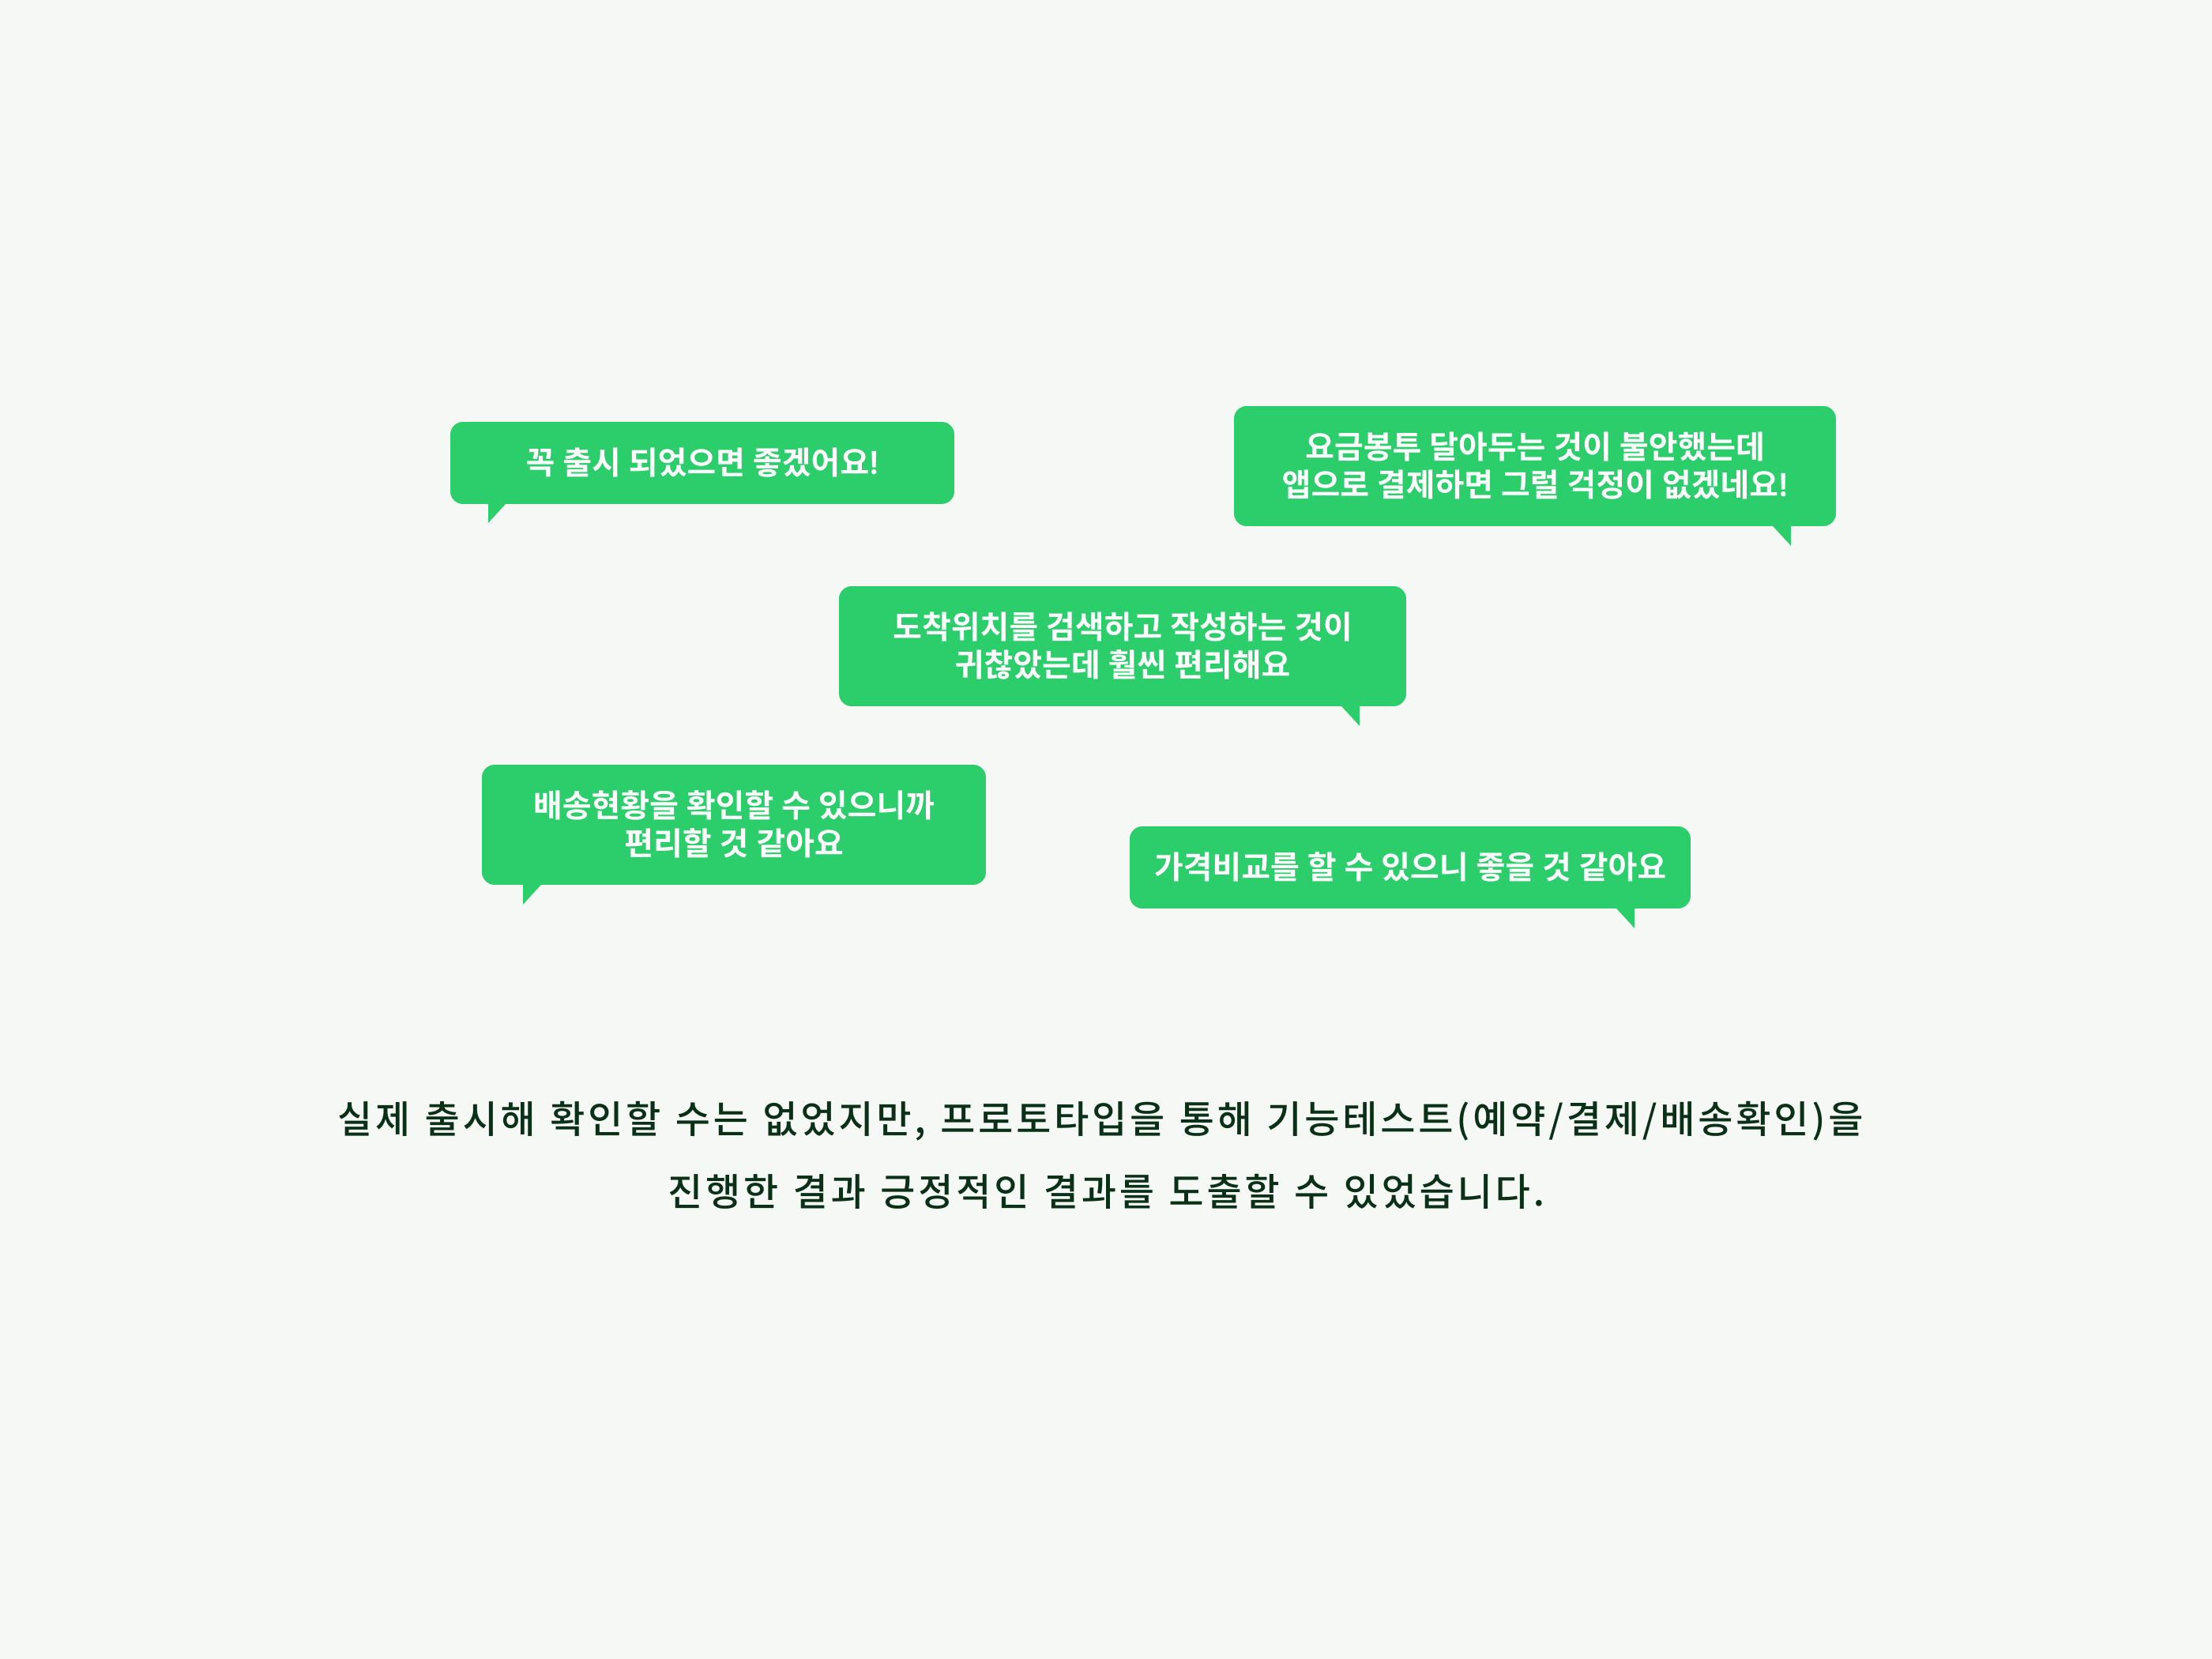 꼭 출시 되었으면 좋겠어요!
요금봉투 달아두는 것이 불안했는데
앱으로 결제하면 그럴 걱정이 없겠네요!
도착위치를 검색하고 작성하는 것이
귀찮았는데 훨씬 편리해요
배송현황을 확인할 수 있으니까
편리할 것 같아요
가격비교를 할 수 있으니 좋을 것 같아요
실제 출시해 확인할 수는 없었지만, 프로토타입을 통해 기능테스트(예약/결제/배송확인)을
진행한 결과 긍정적인 결과를 도출할 수 있었습니다.